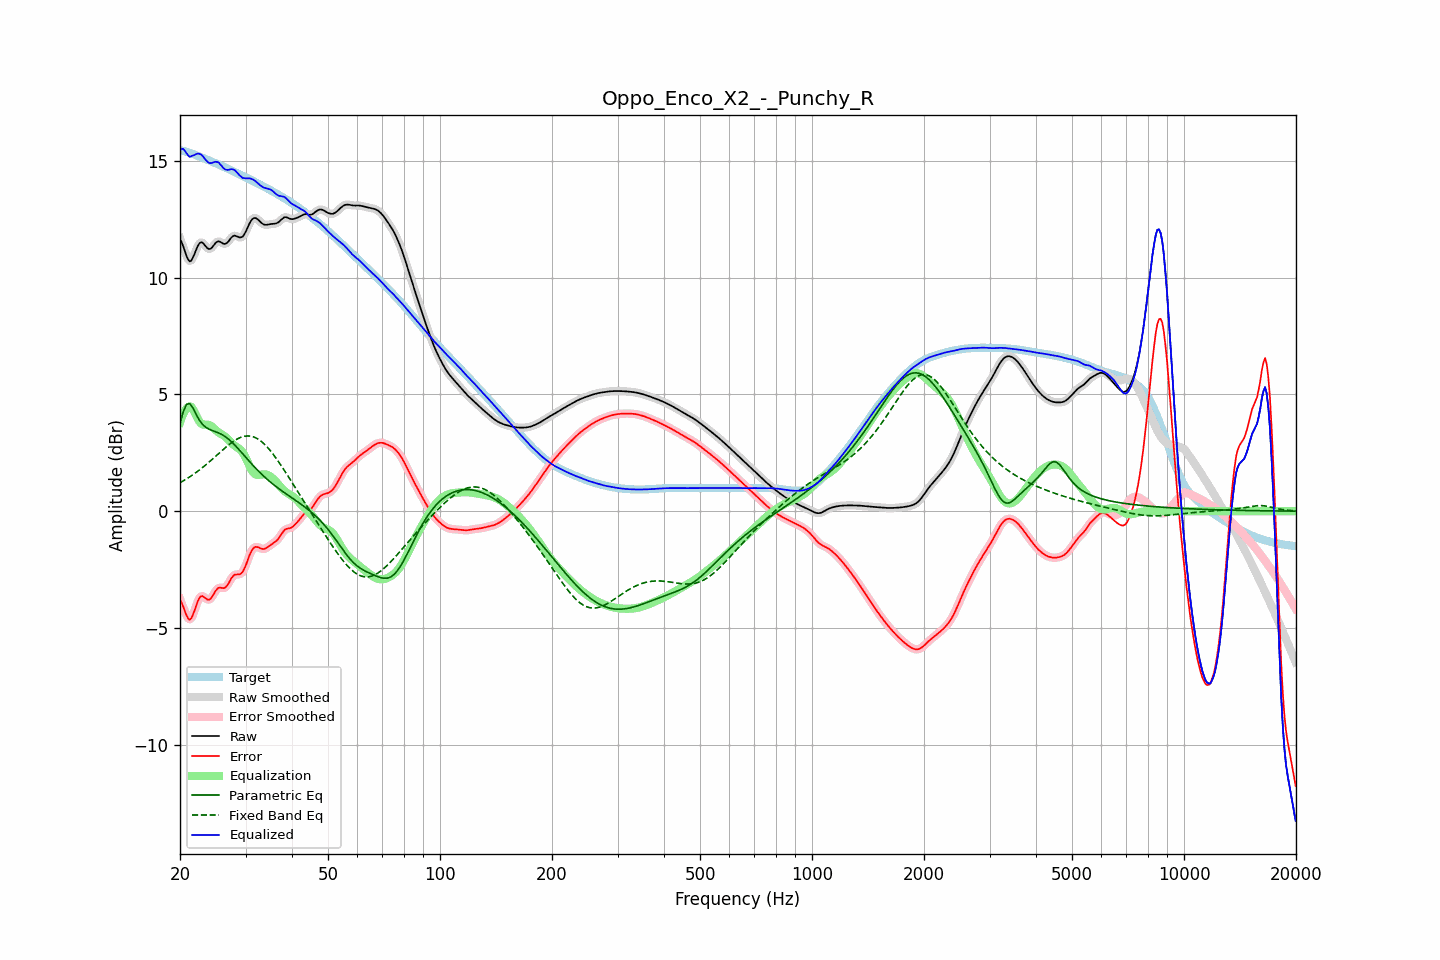 Oppo_Enco_X2_-_Punchy_R
Amplitude (dBr)
15
10
5
0
−5
−10
Target
Raw Smoothed
Error Smoothed
Raw
Error
Equalization
Parametric Eq
Fixed Band Eq
Equalized
20 50 100 200 500 1000 2000 5000 10000 20000
Frequency (Hz)